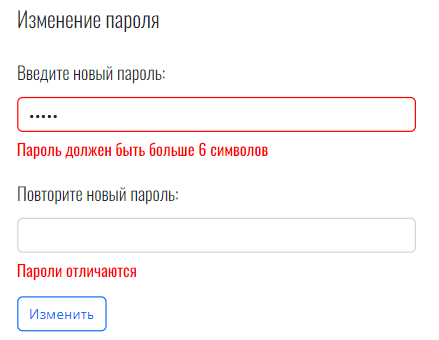 Изменение пароля
Введите новый пароль:
•••••
Пароль должен быть больше 6 символов
Повторите новый пароль:
Пароли отличаются
Изменить